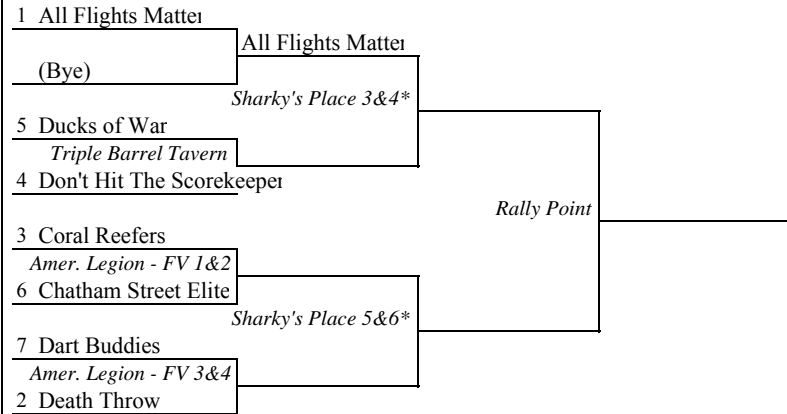 1 All Flights Matter
All Flights Matter
(Bye)
Sharky's Place 3&4*
5 Ducks of War
Triple Barrel Tavern
4 Don't Hit The Scorekeeper
Rally Point
3 Coral Reefers
Amer. Legion - FV 1&2
6 Chatham Street Elite
Sharky's Place 5&6*
7 Dart Buddies
Amer. Legion - FV 3&4
2 Death Throw